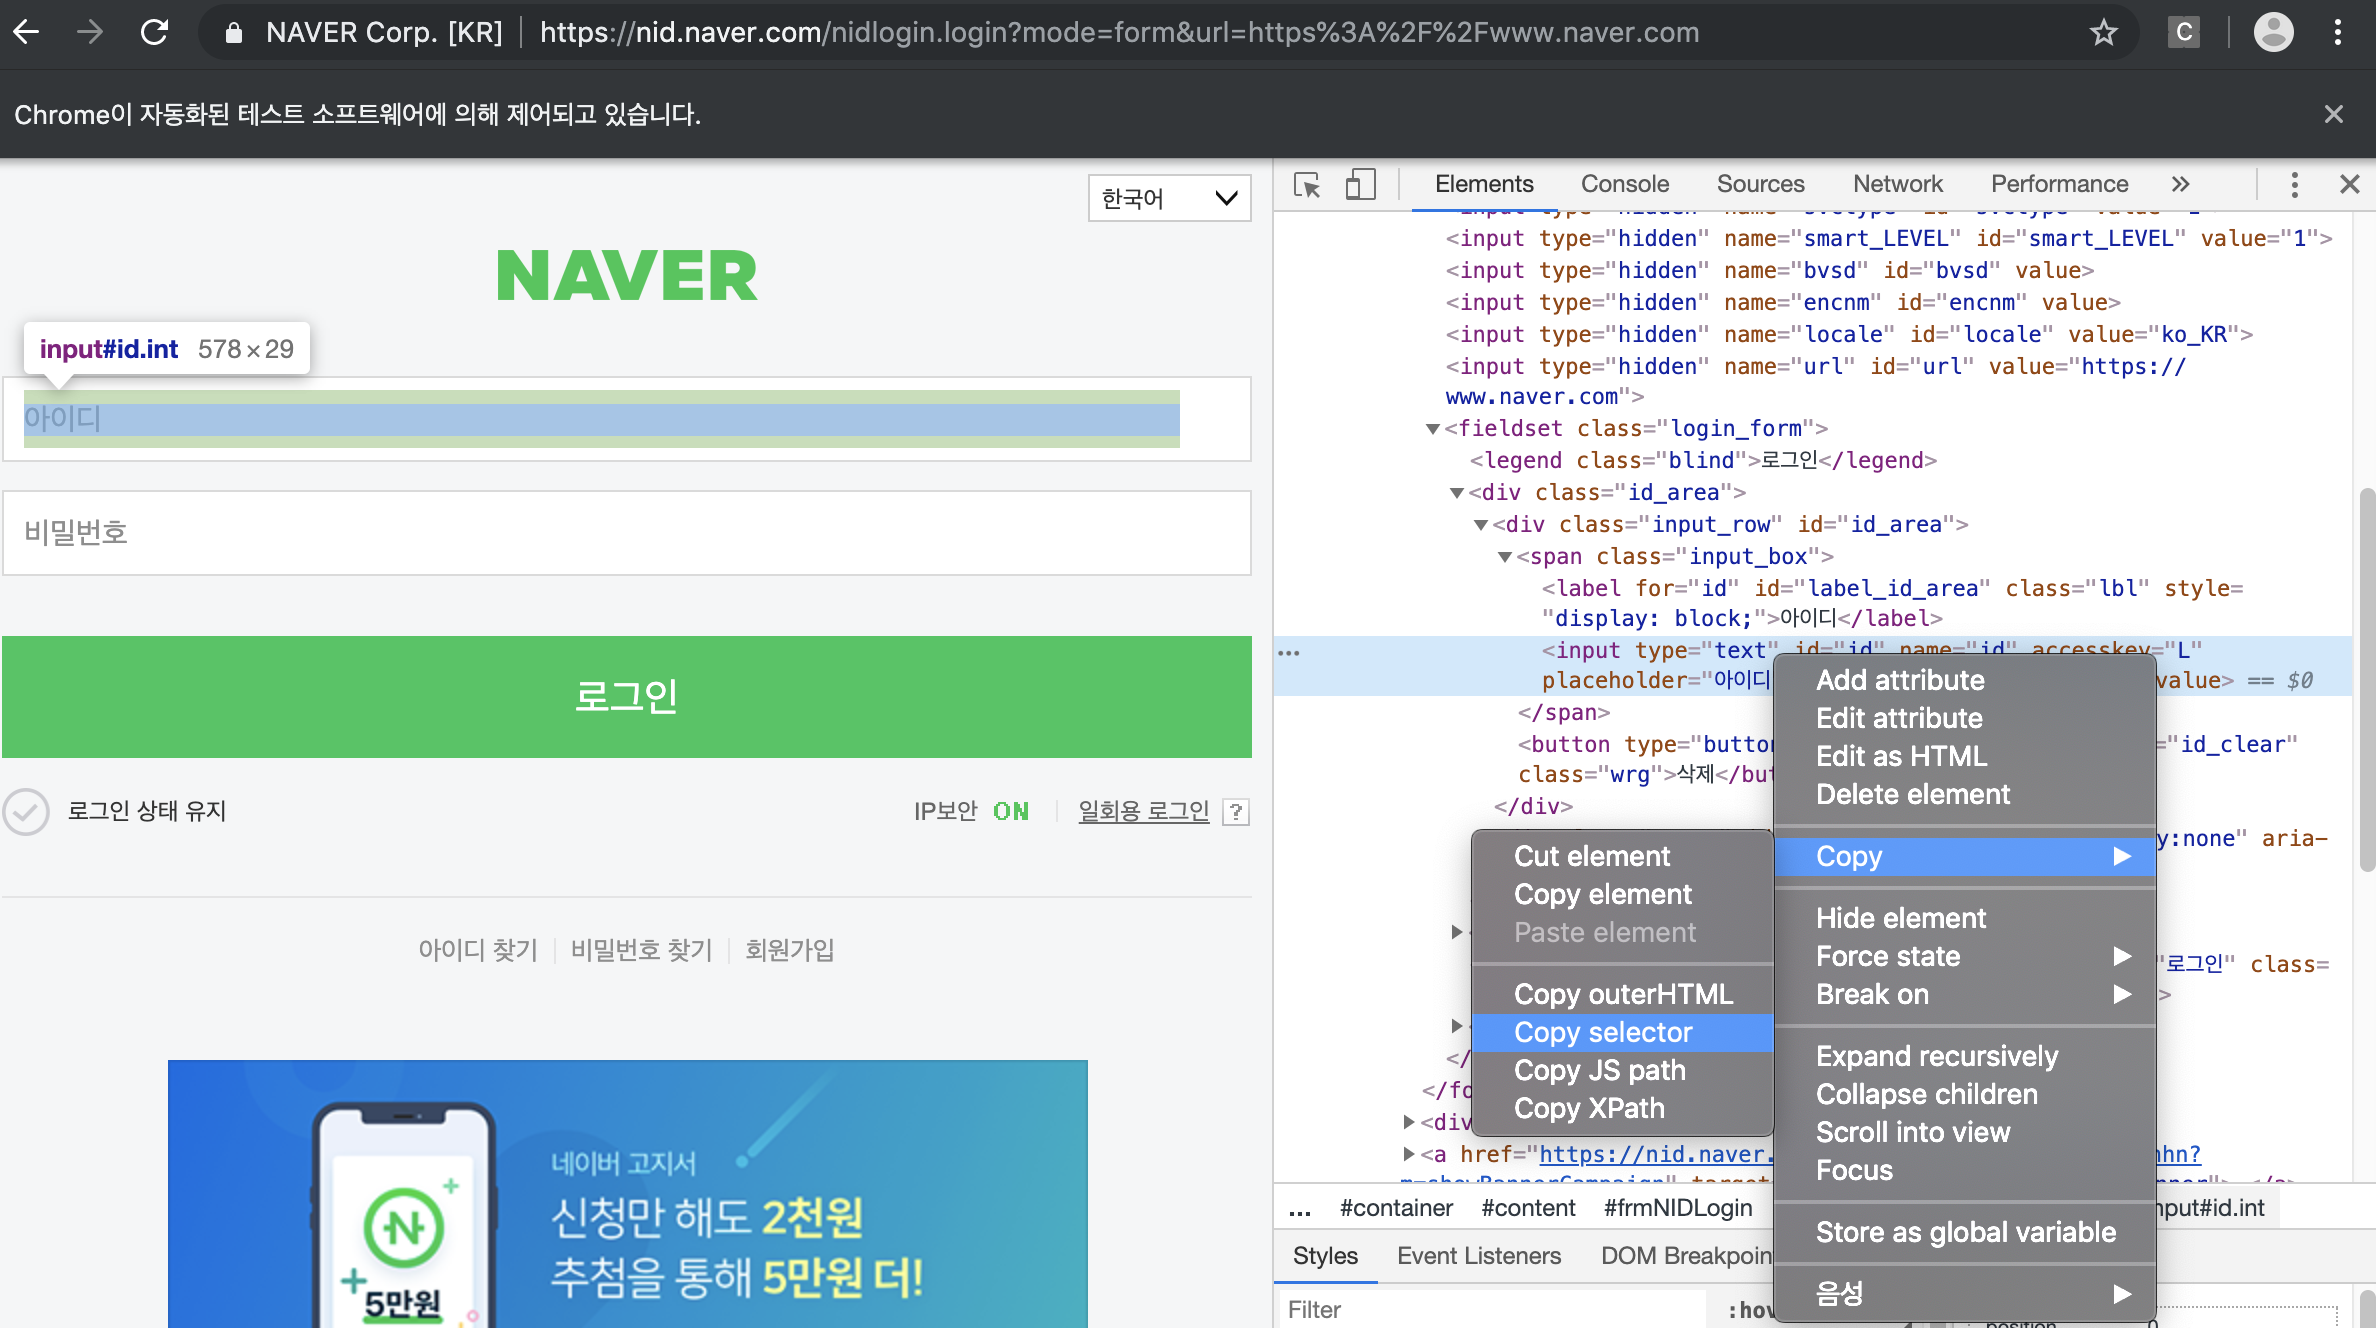 NAVER Corp. [KR] | https://nid.naver.com/nidlogin.login?mode=form&url=https%3A%2F%2Fwww.naver.com
C
Chrome이 자동화된 테스트 소프트웨어에 의해 제어되고 있습니다.
한국어
NAVER
input#id.int 578×29
아이디
비밀번호
로그인
로그인 상태 유지
IP보안 ON
일회용 로그인 ?
아이디 찾기
비밀번호 찾기
회원가입
네이버 고지서
신청만 해도 2천원
추첨을 통해 5만원 더!
5만원
Elements Console Sources Network Performance »
<input type="hidden" name="smart_LEVEL" id="smart_LEVEL" value="1">
<input type="hidden" name="bvsd" id="bvsd" value>
<input type="hidden" name="encnm" id="encnm" value>
<input type="hidden" name="locale" id="locale" value="ko_KR">
<input type="hidden" name="url" id="url" value="https://
www.naver.com">
<fieldset class="login_form">
<legend class="blind">로그인</legend>
<div class="id_area">
<div class="input_row" id="id_area">
<span class="input_box">
<label for="id" id="label_id_area" class="lbl" style=
"display: block;">아이디</label>
<input type="text" id="id" name="id" accesskey="L"
placeholder="아이디 value> == $0
</span>
<button type="button ="id_clear"
class="wrg">삭제</but
</div>
y:none" aria-
"로그인" class=
>
</
</fo
<div
<a href="https://nid.naver. nhn?
Add attribute
Edit attribute
Edit as HTML
Delete element
Copy
Hide element
Force state
Break on
Expand recursively
Collapse children
Scroll into view
Focus
Store as global variable
음성
Cut element
Copy element
Paste element
Copy outerHTML
Copy selector
Copy JS path
Copy XPath
... #container #content #frmNIDLogin nput#id.int
Styles Event Listeners DOM Breakpoin
Filter :hov